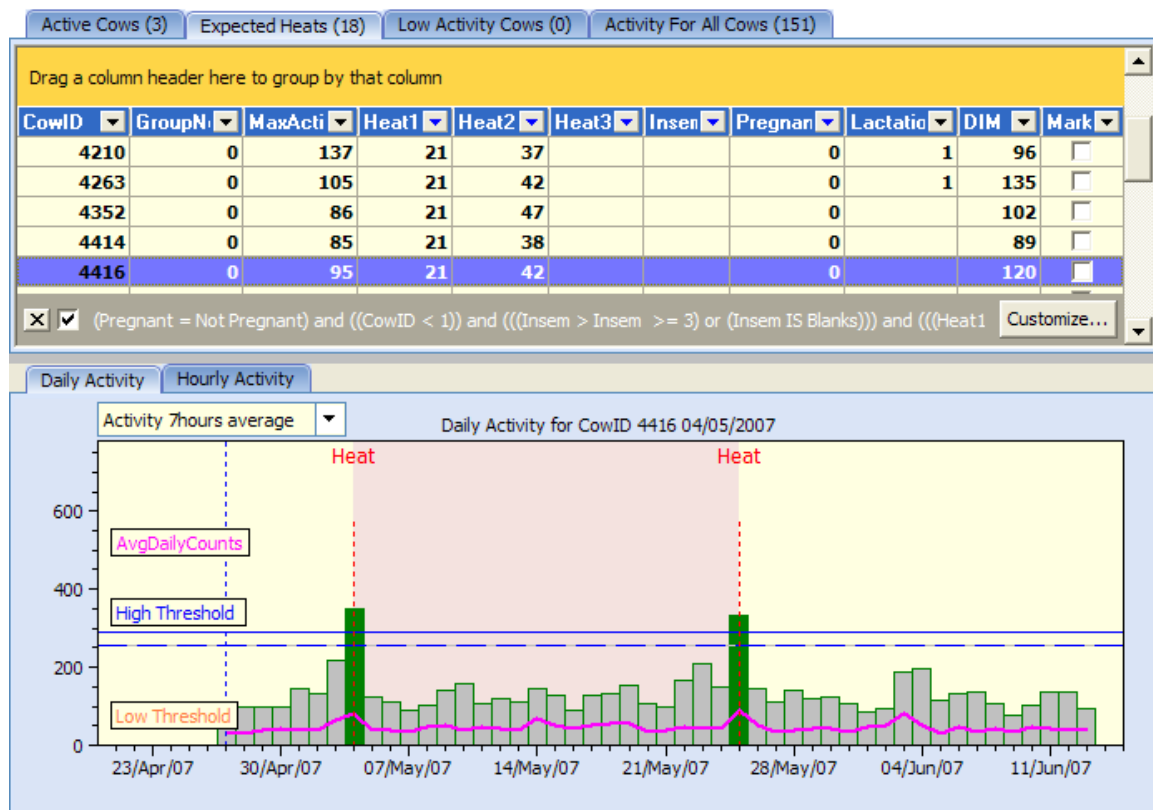 Active Cows (3) Expected Heats (18) Low Activity Cows (0) Activity For All Cows (151)
Drag a column header here to group by that column
CowID GroupN MaxActi Heat1 Heat2 Heat3 Insem Pregnan Lactatio DIM Mark
4210 0 137 21 37 0 1 96
4263 0 105 21 42 0 1 135
4352 0 86 21 47 0 102
4414 0 85 21 38 0 89
4416 0 95 21 42 0 120
(Pregnant = Not Pregnant) and ((CowID < 1)) and (((Insem > Insem >= 3) or (Insem IS Blanks))) and (((Heat1 Customize...
Daily Activity Hourly Activity
Activity 7hours average
Daily Activity for CowID 4416 04/05/2007
Heat Heat
600
AvgDailyCounts
400
High Threshold
200
Low Threshold
0
23/Apr/07 30/Apr/07 07/May/07 14/May/07 21/May/07 28/May/07 04/Jun/07 11/Jun/07